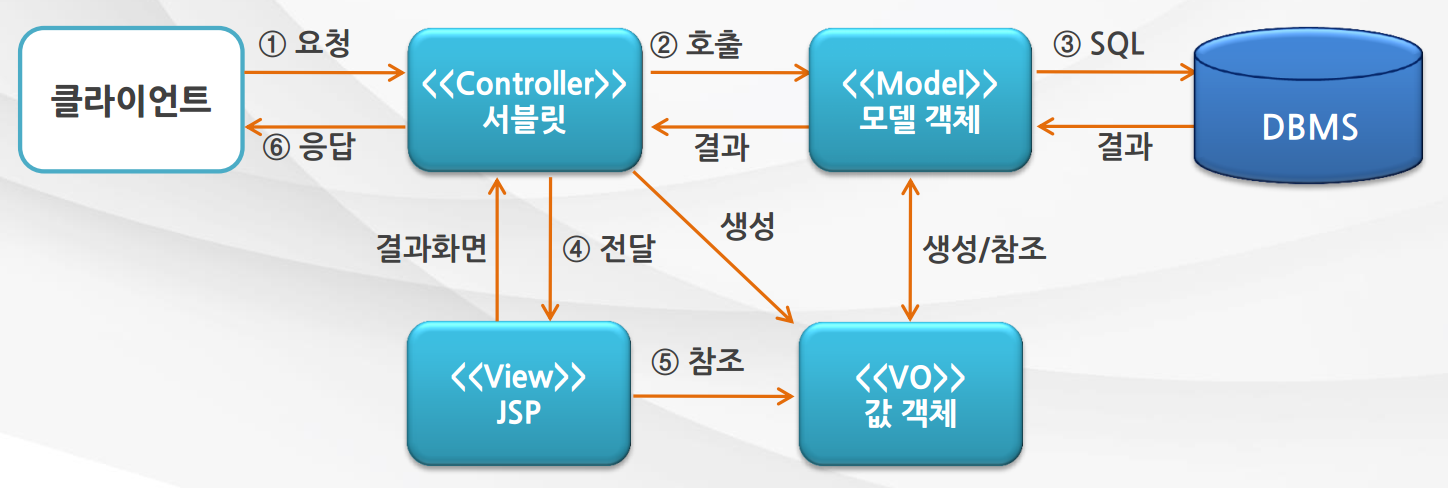 ① 요청
② 호출
③ SQL
클라이언트
<<Controller>>
서블릿
<<Model>>
모델 객체
DBMS
⑥ 응답
결과
결과
결과화면
④ 전달
생성
생성/참조
<<View>>
JSP
⑤ 참조
<<VO>>
값 객체